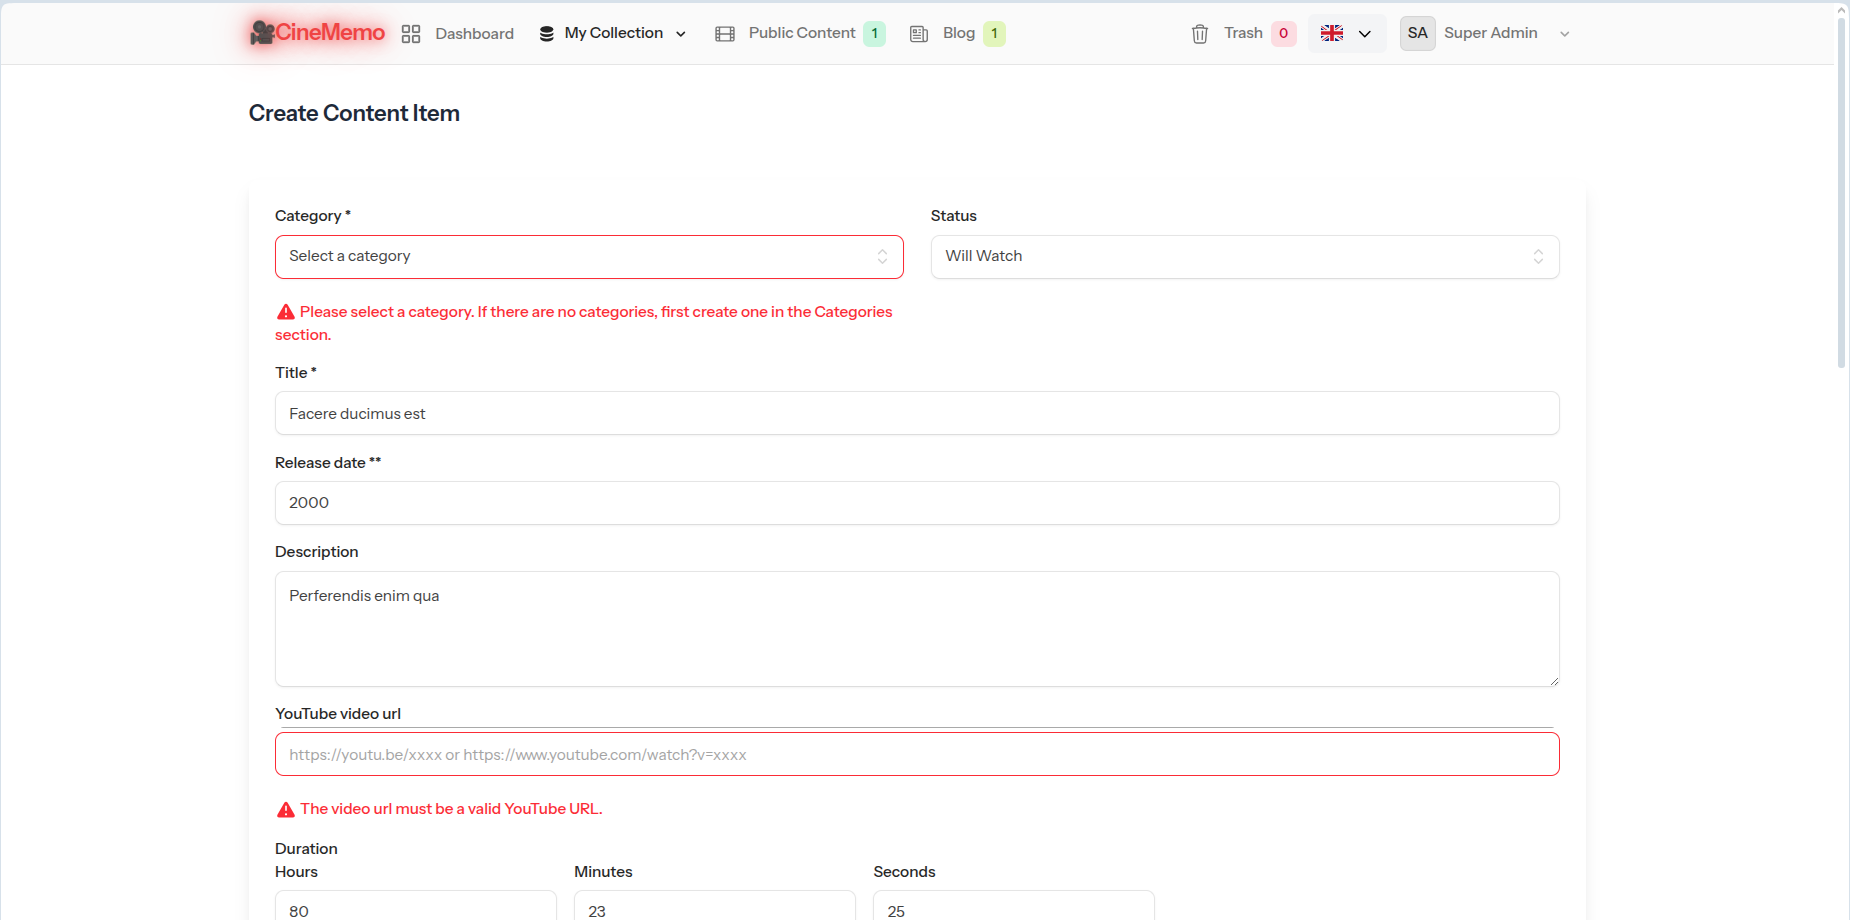 CineMemo Dashboard My Collection Public Content 1 Blog 1 Trash 0 SA Super Admin
Create Content Item
Category * Status
Select a category Will Watch
Please select a category. If there are no categories, first create one in the Categories
section.
Title *
Facere ducimus est
Release date **
2000
Description
Perferendis enim qua
YouTube video url
https://youtu.be/xxxx or https://www.youtube.com/watch?v=xxxx
The video url must be a valid YouTube URL.
Duration
Hours Minutes Seconds
80 23 25